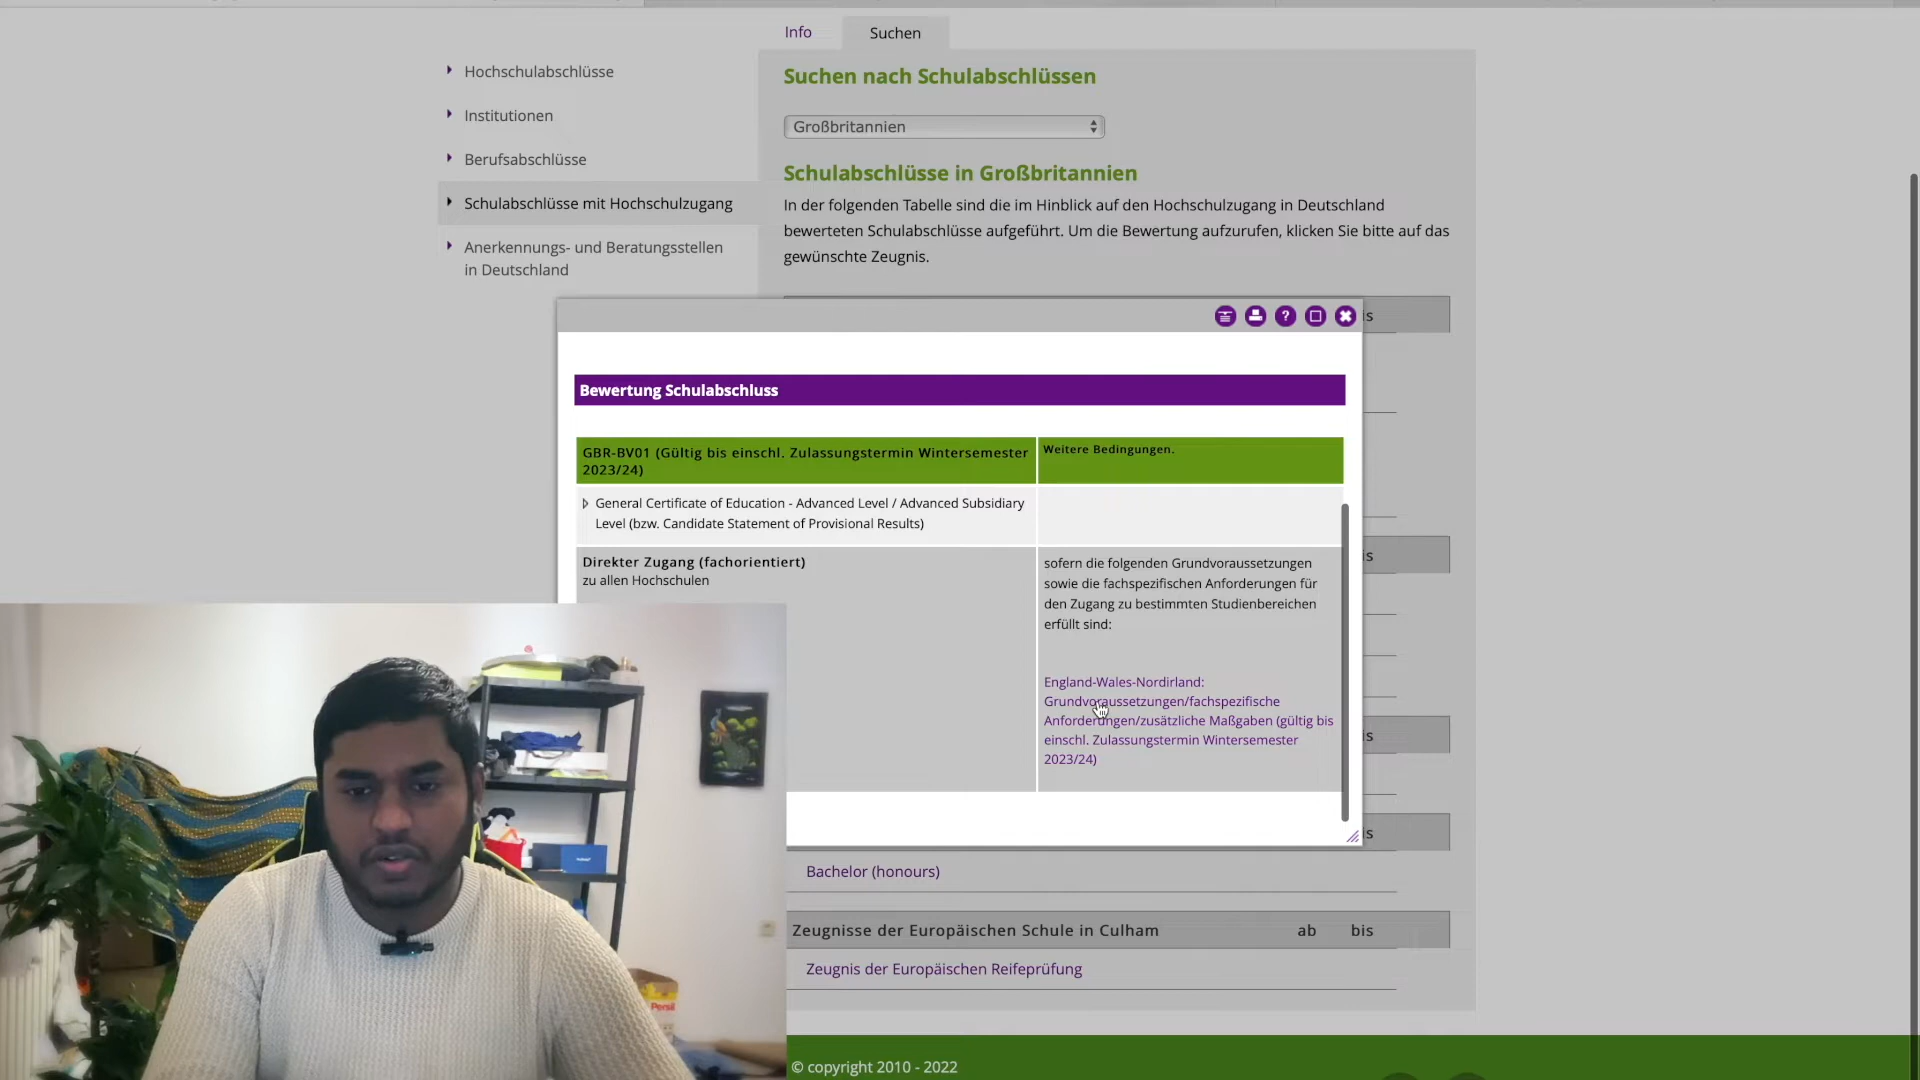 Info
Suchen
Hochschulabschlüsse
Institutionen
Berufsabschlüsse
Schulabschlüsse mit Hochschulzugang
Anerkennungs- und Beratungsstellen
in Deutschland
Suchen nach Schulabschlüssen
Großbritannien
Schulabschlüsse in Großbritannien
In der folgenden Tabelle sind die im Hinblick auf den Hochschulzugang in Deutschland
bewerteten Schulabschlüsse aufgeführt. Um die Bewertung aufzurufen, klicken Sie bitte auf das
gewünschte Zeugnis.
Bewertung Schulabschluss
GBR-BV01 (Gültig bis einschl. Zulassungstermin Wintersemester
2023/24)
Weitere Bedingungen.
General Certificate of Education - Advanced Level / Advanced Subsidiary
Level (bzw. Candidate Statement of Provisional Results)
Direkter Zugang (fachorientiert)
zu allen Hochschulen
sofern die folgenden Grundvoraussetzungen
sowie die fachspezifischen Anforderungen für
den Zugang zu bestimmten Studienbereichen
erfüllt sind:
England-Wales-Nordirland:
Grundvoraussetzungen/fachspezifische
Anforderungen/zusätzliche Maßgaben (gültig bis
einschl. Zulassungstermin Wintersemester
2023/24)
Bachelor (honours)
Zeugnisse der Europäischen Schule in Culham ab bis
Zeugnis der Europäischen Reifeprüfung
© copyright 2010 - 2022
Persil